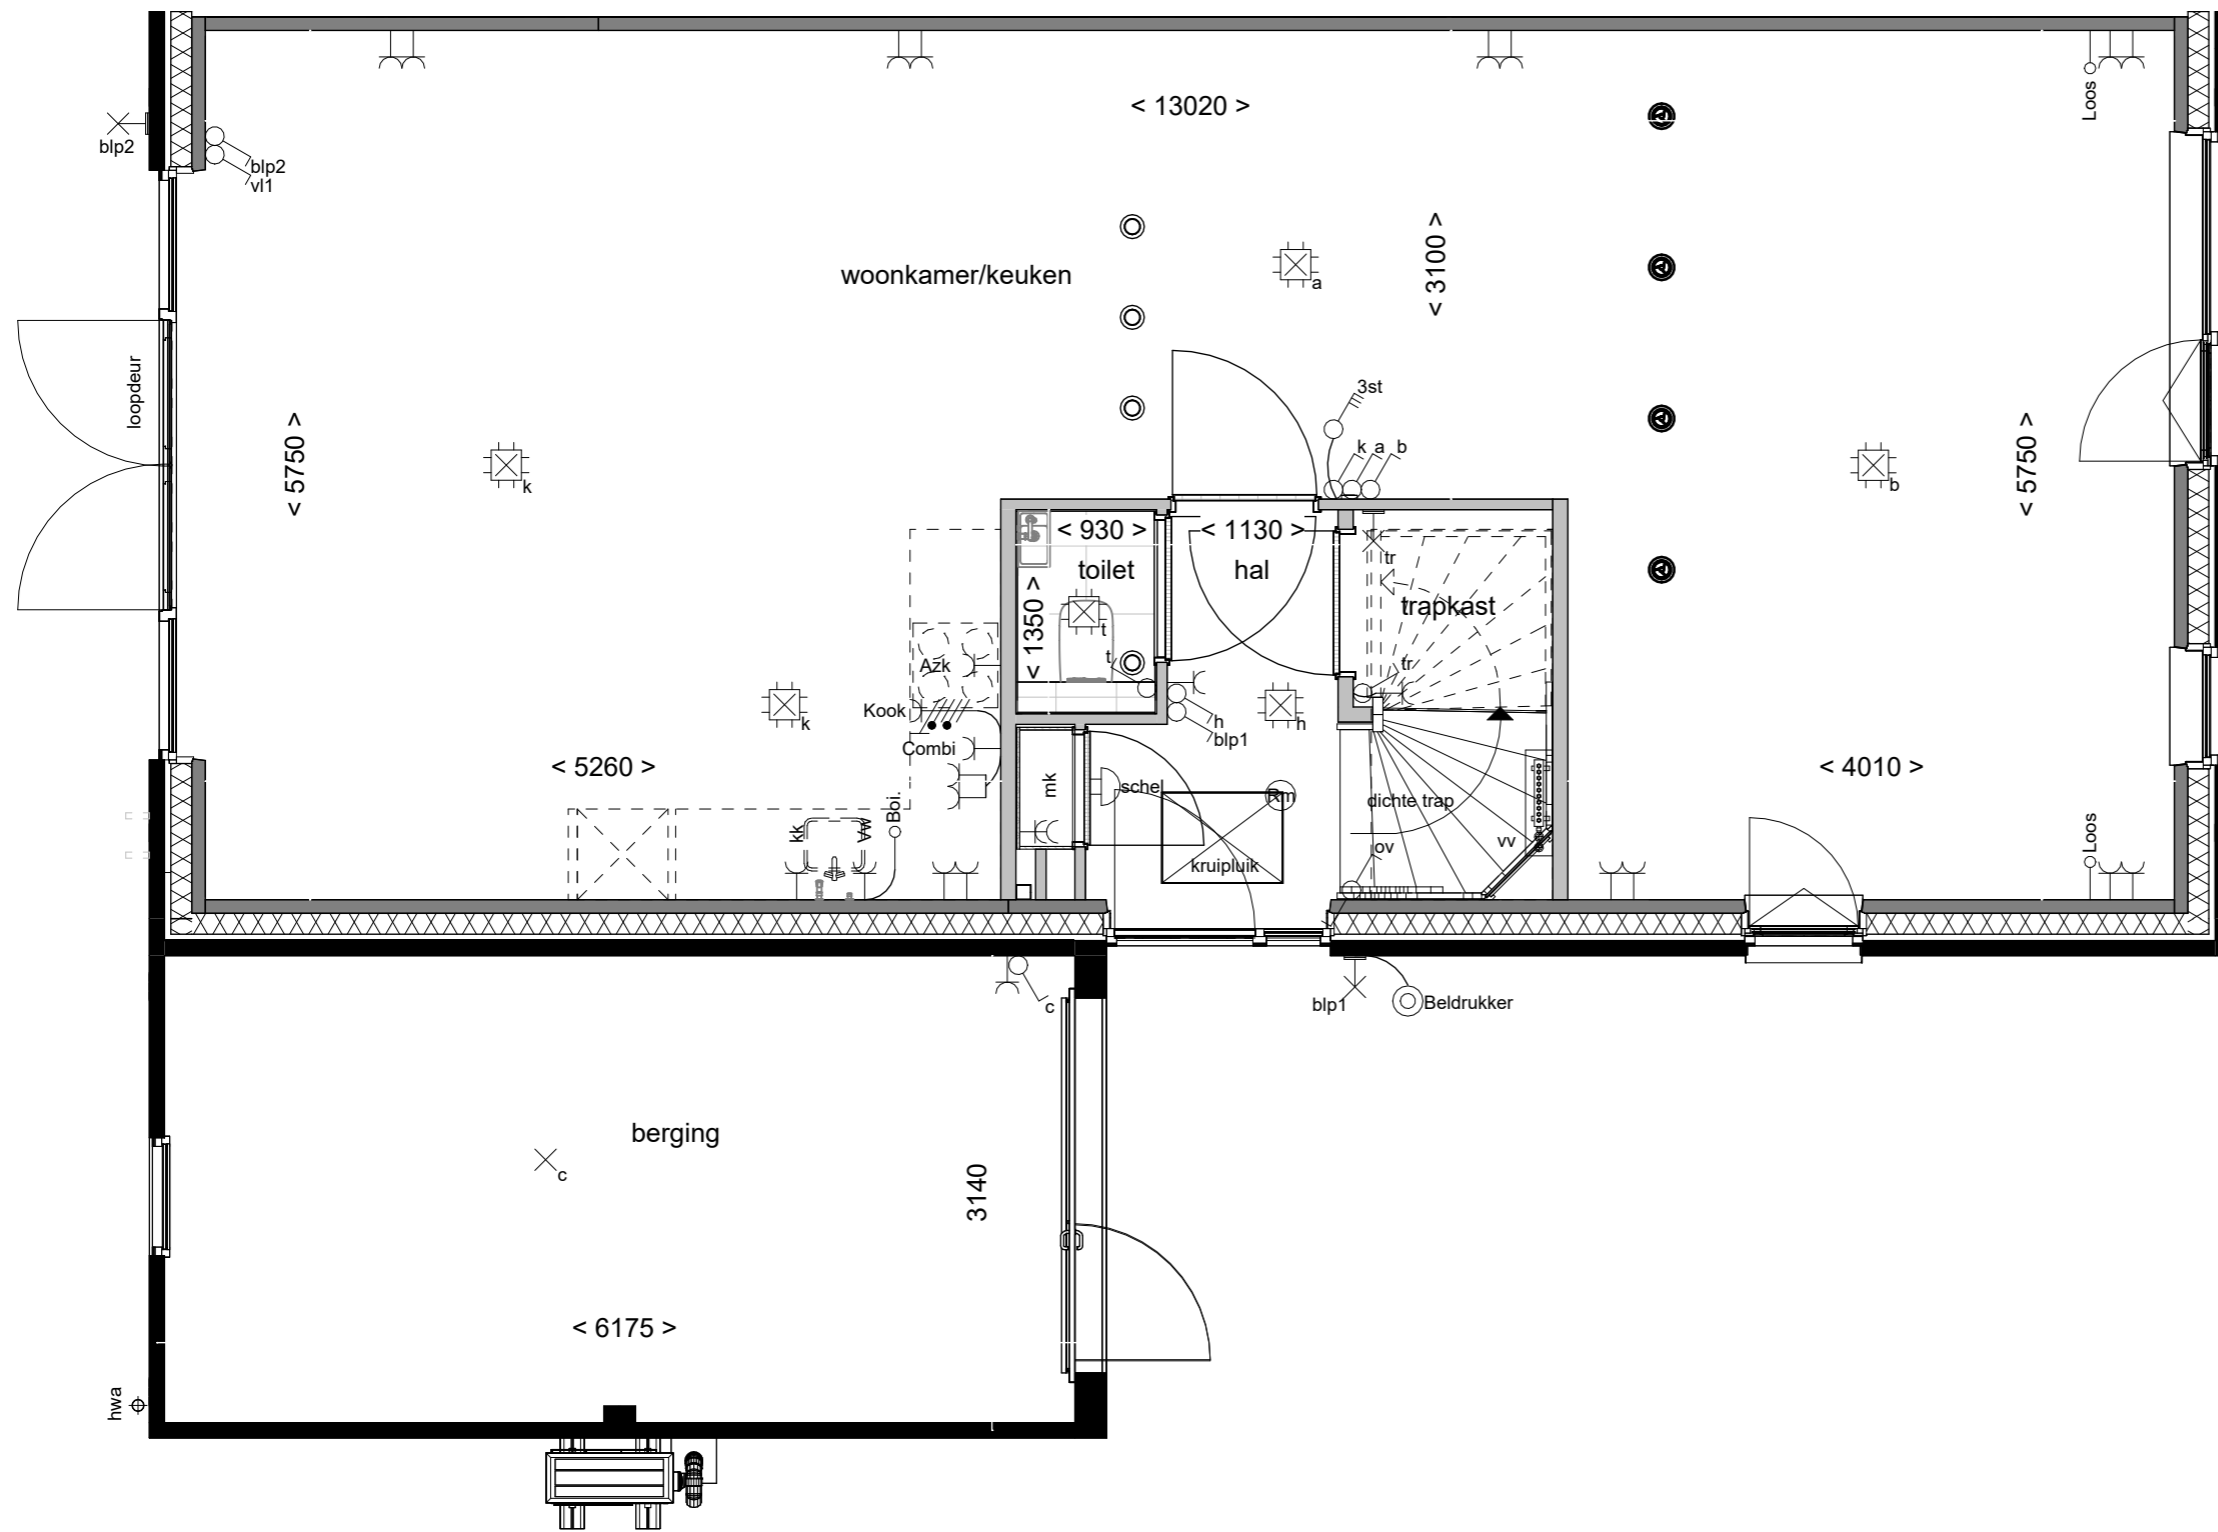 < 13020 >
Loos
blp2
blp2
vl1
woonkamer/keuken
a
< 3100 >
loopdeur
3st
k a b
< 5750 >
k
b
< 5750 >
< 930 >
< 1130 >
toilet
hal
tr
trapkast
< 1350 >
t
t
Azk
tr
k
Kook
h
h
blp1
Combi
< 5260 >
< 4010 >
mk
schel
Rm
dichte trap
Boi.
kk
ww
kruipluik
ov
vv
Loos
c
blp1
Beldrukker
berging
c
3140
< 6175 >
hwa